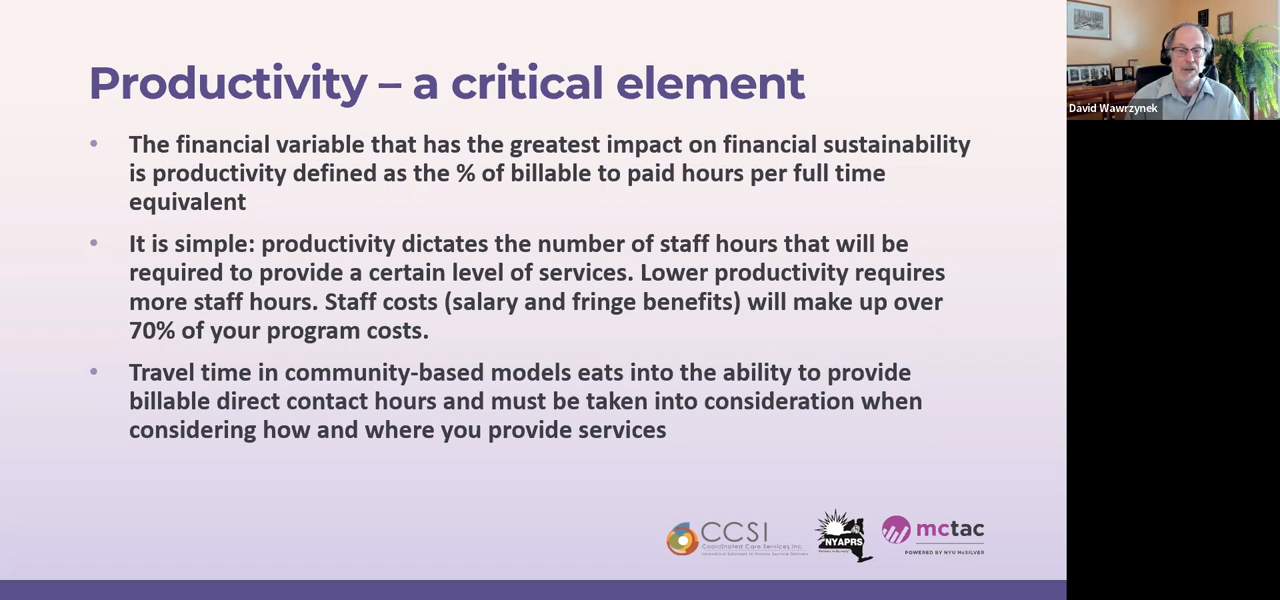 Productivity – a critical element
• The financial variable that has the greatest impact on financial sustainability
is productivity defined as the % of billable to paid hours per full time
equivalent
• It is simple: productivity dictates the number of staff hours that will be
required to provide a certain level of services. Lower productivity requires
more staff hours. Staff costs (salary and fringe benefits) will make up over
70% of your program costs.
• Travel time in community-based models eats into the ability to provide
billable direct contact hours and must be taken into consideration when
considering how and where you provide services
CCSI
Coordinated Care Services Inc.
NYAPRS
mctac
POWERED BY NYU McSILVER
David Wawrzynek